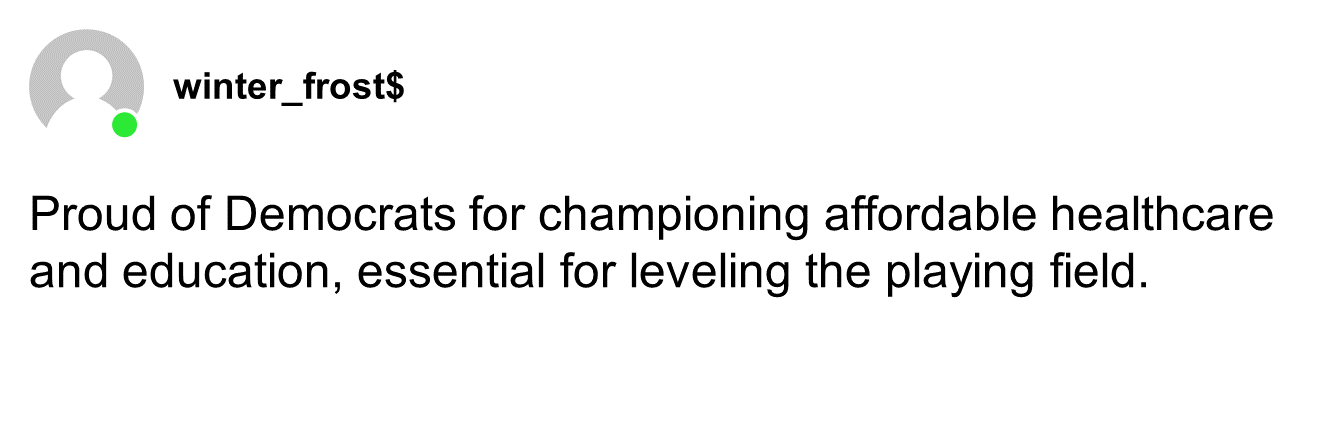 winter_frost$
Proud of Democrats for championing affordable healthcare
and education, essential for leveling the playing field.